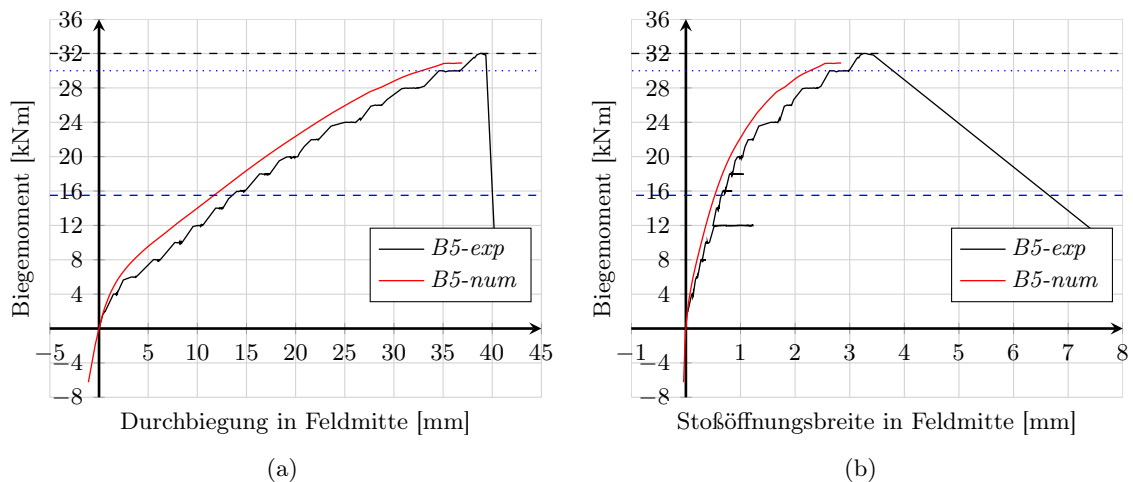 36
32
28
24
20
16
12
8
4
−4
−8
−5 5 10 15 20 25 30 35 40 45
Biegemoment [kNm]
Durchbiegung in Feldmitte [mm]
B5-exp
B5-num
(a)
36
32
28
24
20
16
12
8
4
−4
−8
−1 1 2 3 4 5 6 7 8
Biegemoment [kNm]
Stoßöffnungsbreite in Feldmitte [mm]
B5-exp
B5-num
(b)